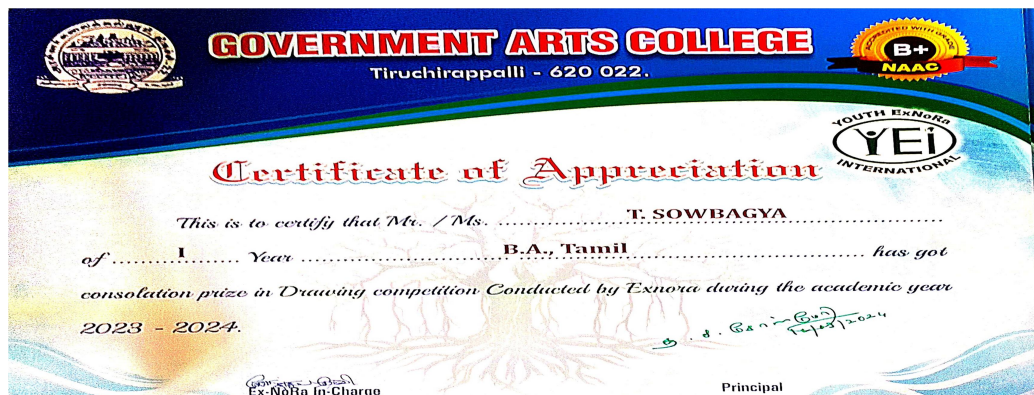 GOVERNMENT ARTS COLLEGE
Tiruchirappalli - 620 022.
B+
NAAC
YOUTH ExNoRa
YEi
INTERNATIONAL
Certificate of Appreciation
This is to certify that Mr. / Ms. .................... T. SOWBAGYA ....................
of ........ I ........ Year .................... B.A., Tamil .................... has got
consolation prize in Drawing competition Conducted by Exnora during the academic year
2023 - 2024.
Ex-NoRa In-Charge
Principal